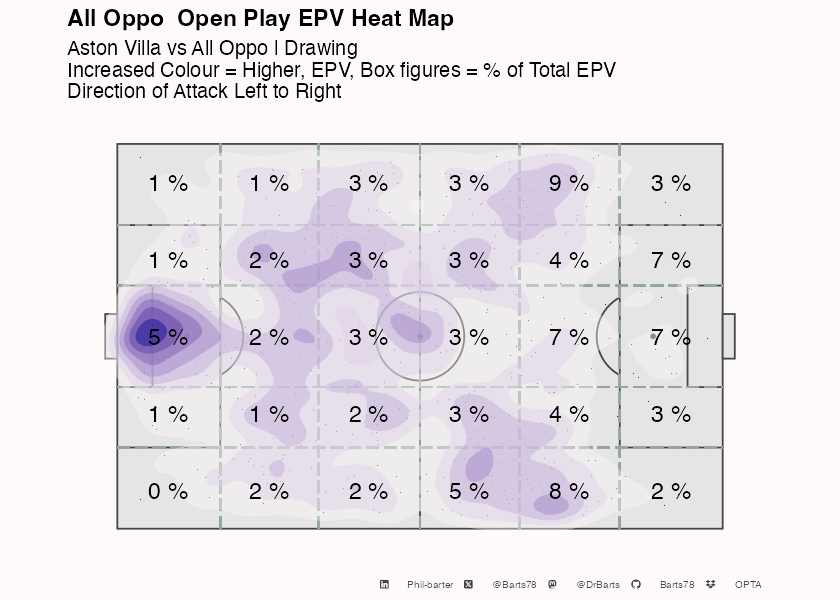 All Oppo  Open Play EPV Heat Map
Aston Villa vs All Oppo | Drawing
Increased Colour = Higher, EPV, Box figures = % of Total EPV
Direction of Attack Left to Right
1 % 1 % 3 % 3 % 9 % 3 %
1 % 2 % 3 % 3 % 4 % 7 %
5 % 2 % 3 % 3 % 7 % 7 %
1 % 1 % 2 % 3 % 4 % 3 %
0 % 2 % 2 % 5 % 8 % 2 %
Phil-barter @Barts78 @DrBarts Barts78 OPTA